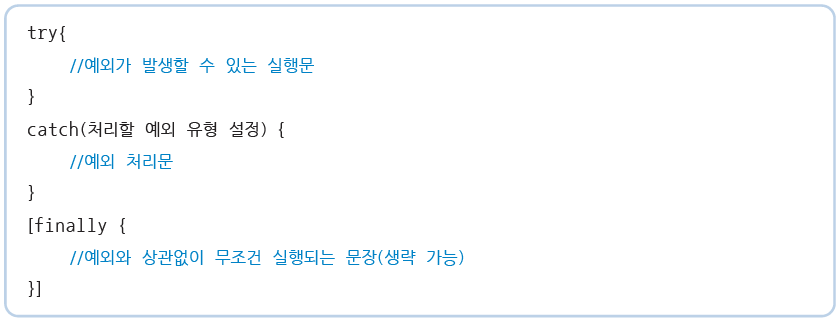 try{
//예외가 발생할 수 있는 실행문
}
catch(처리할 예외 유형 설정) {
//예외 처리문
}
[finally {
//예외와 상관없이 무조건 실행되는 문장(생략 가능)
}]